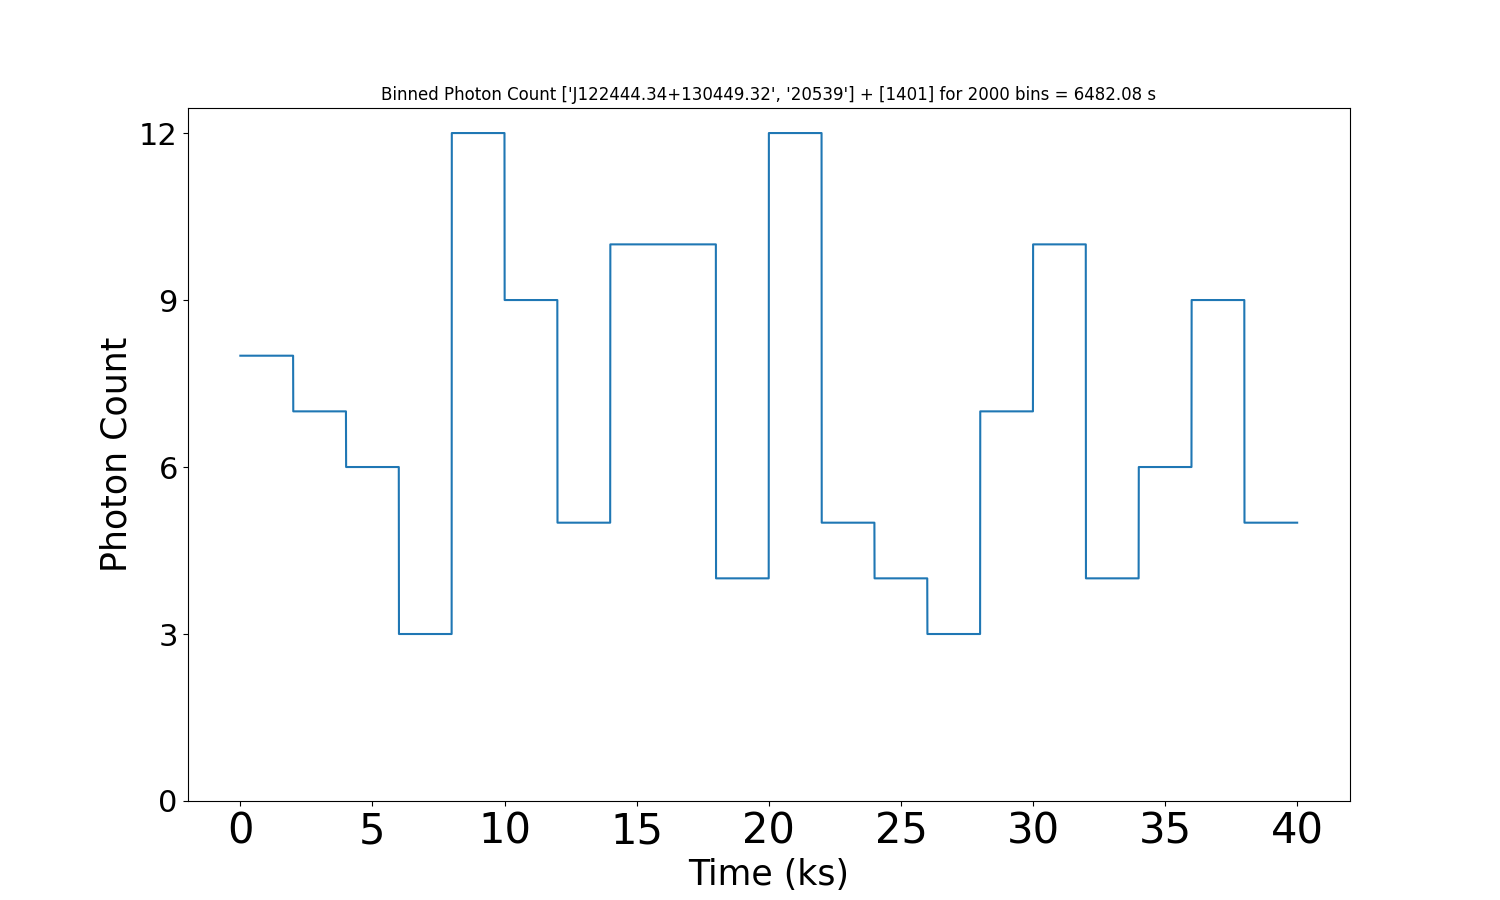 Binned Photon Count ['J122444.34+130449.32', '20539'] + [1401] for 2000 bins = 6482.08 s
12
9
6
3
0
Photon Count
0 5 10 15 20 25 30 35 40
Time (ks)